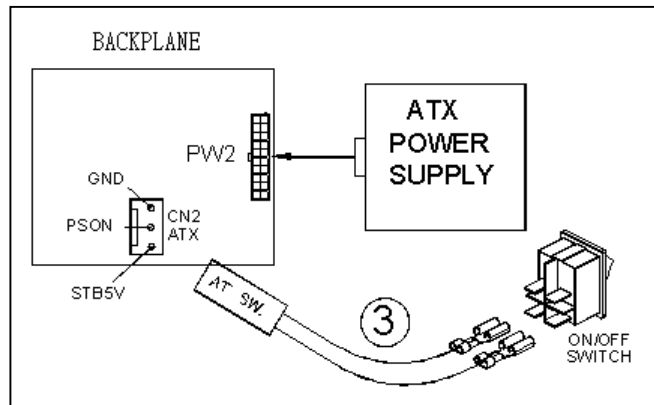 BACKPLANE
ATX
POWER
SUPPLY
PW2
GND
PSON
CN2
ATX
STB5V
AT SW.
3
ON/OFF
SWITCH